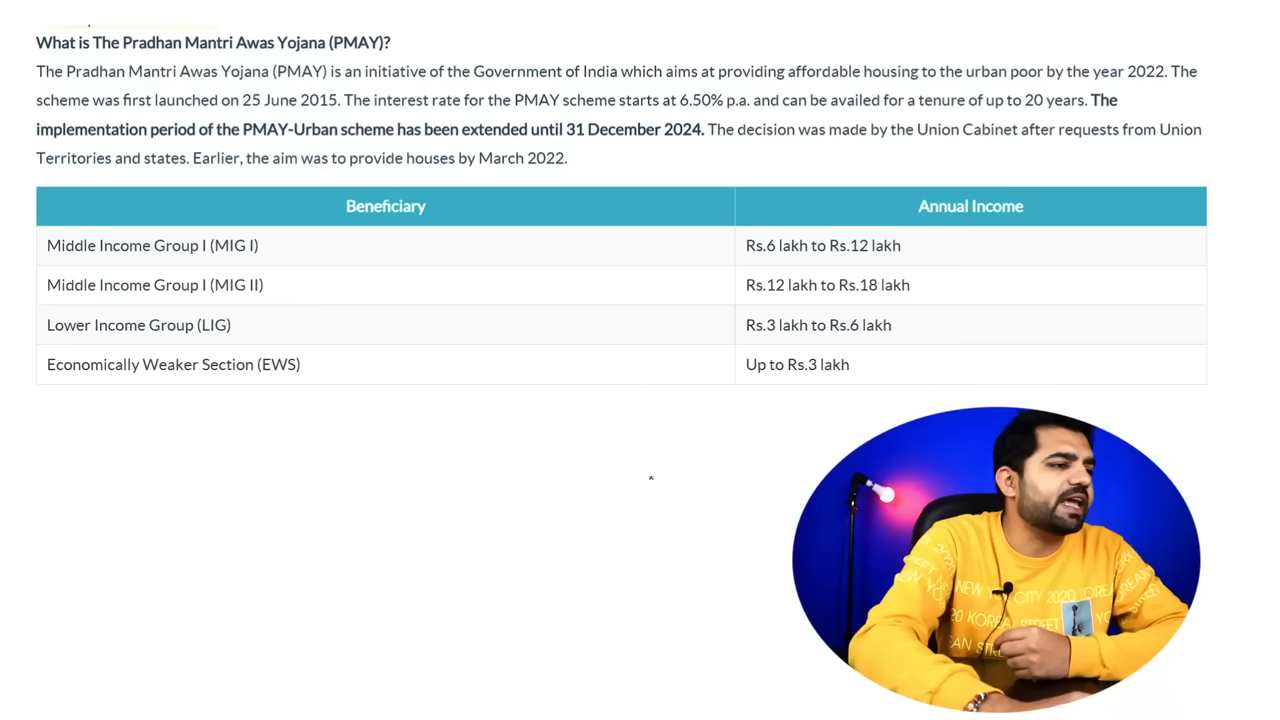 What is The Pradhan Mantri Awas Yojana (PMAY)?
The Pradhan Mantri Awas Yojana (PMAY) is an initiative of the Government of India which aims at providing affordable housing to the urban poor by the year 2022. The
scheme was first launched on 25 June 2015. The interest rate for the PMAY scheme starts at 6.50% p.a. and can be availed for a tenure of up to 20 years. The
implementation period of the PMAY-Urban scheme has been extended until 31 December 2024. The decision was made by the Union Cabinet after requests from Union
Territories and states. Earlier, the aim was to provide houses by March 2022.
Beneficiary Annual Income
Middle Income Group I (MIG I) Rs.6 lakh to Rs.12 lakh
Middle Income Group I (MIG II) Rs.12 lakh to Rs.18 lakh
Lower Income Group (LIG) Rs.3 lakh to Rs.6 lakh
Economically Weaker Section (EWS) Up to Rs.3 lakh
NEW YO CITY 2020 KOREA
20 KOREAL STREET